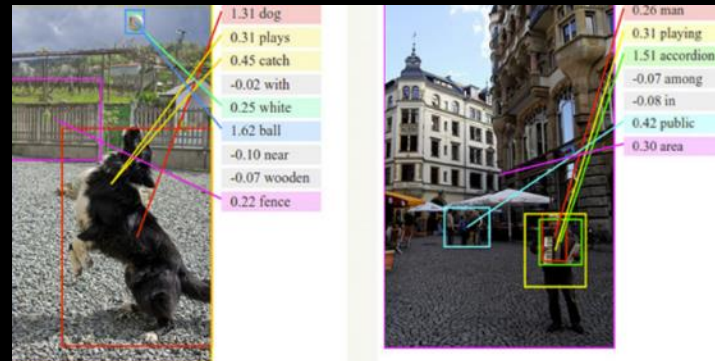 1.31 dog
0.31 plays
0.45 catch
-0.02 with
0.25 white
1.62 ball
-0.10 near
-0.07 wooden
0.22 fence
0.26 man
0.31 playing
1.51 accordion
-0.07 among
-0.08 in
0.42 public
0.30 area